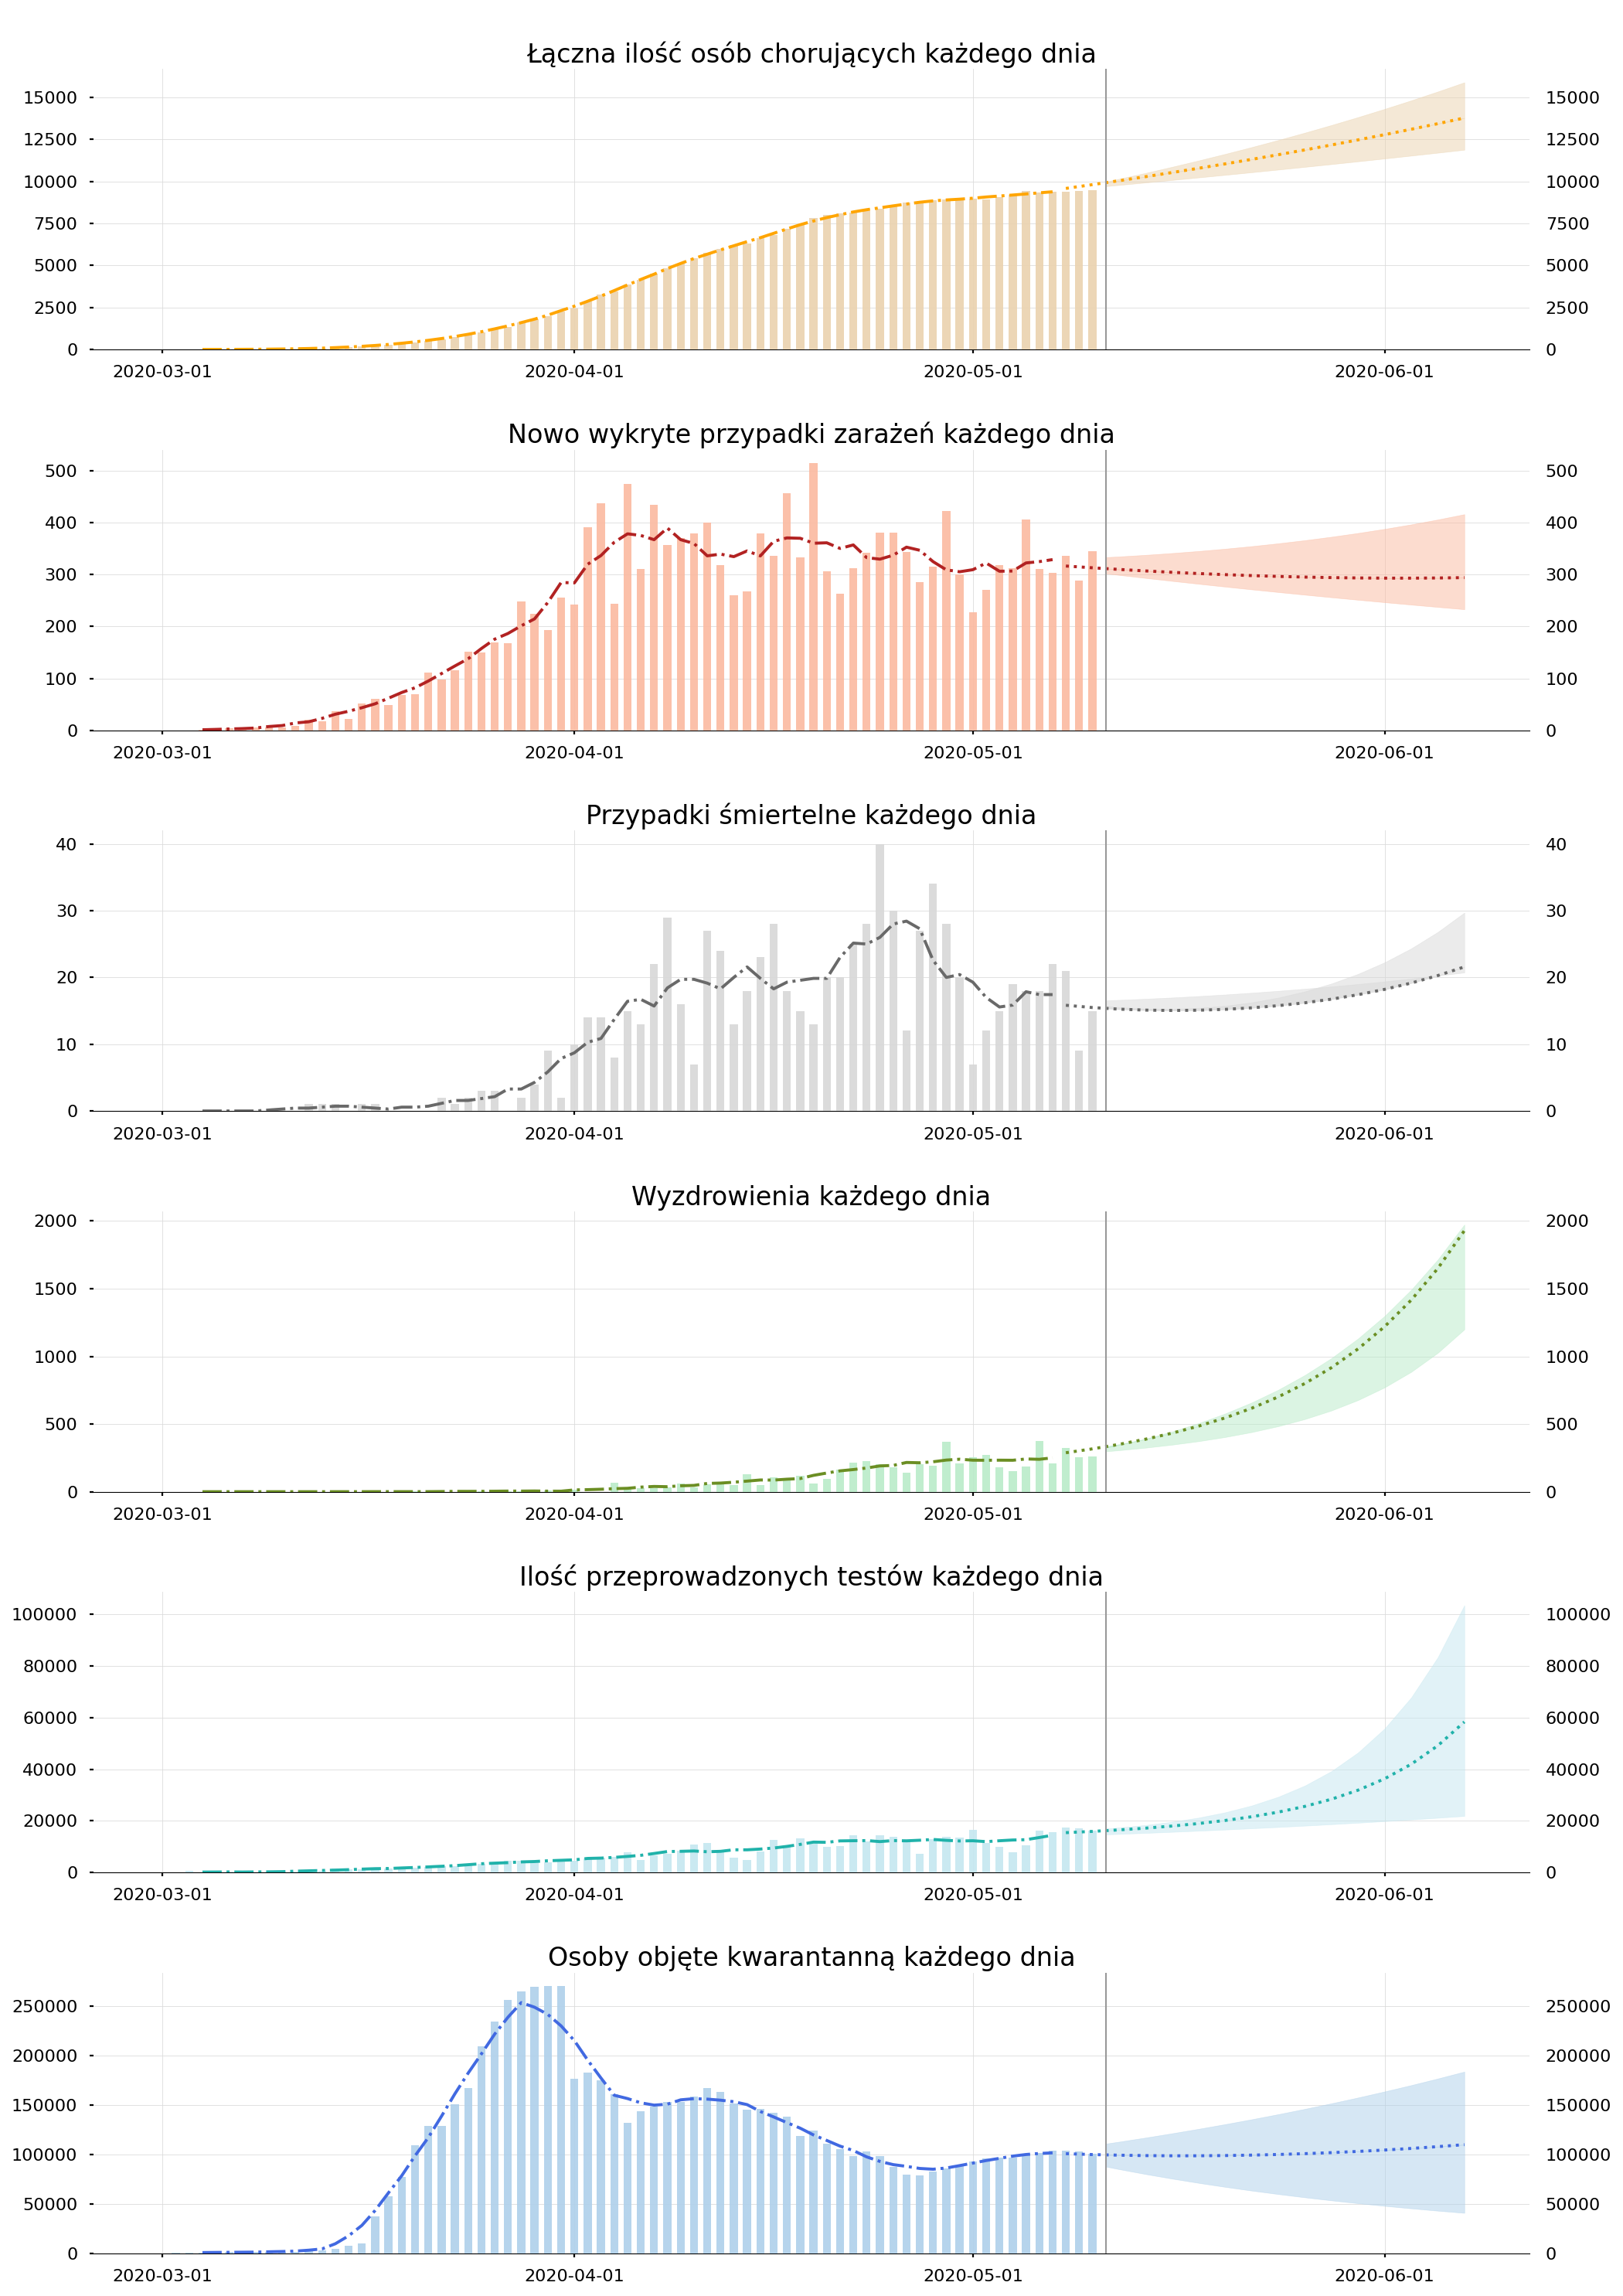 Łączna ilość osób chorujących każdego dnia
15000 15000
12500 12500
10000 10000
7500 7500
5000 5000
2500 2500
0 0
2020-03-01 2020-04-01 2020-05-01 2020-06-01
Nowo wykryte przypadki zarażeń każdego dnia
500 500
400 400
300 300
200 200
100 100
0 0
2020-03-01 2020-04-01 2020-05-01 2020-06-01
Przypadki śmiertelne każdego dnia
40 40
30 30
20 20
10 10
0 0
2020-03-01 2020-04-01 2020-05-01 2020-06-01
Wyzdrowienia każdego dnia
2000 2000
1500 1500
1000 1000
500 500
0 0
2020-03-01 2020-04-01 2020-05-01 2020-06-01
Ilość przeprowadzonych testów każdego dnia
100000 100000
80000 80000
60000 60000
40000 40000
20000 20000
0 0
2020-03-01 2020-04-01 2020-05-01 2020-06-01
Osoby objęte kwarantanną każdego dnia
250000 250000
200000 200000
150000 150000
100000 100000
50000 50000
0 0
2020-03-01 2020-04-01 2020-05-01 2020-06-01